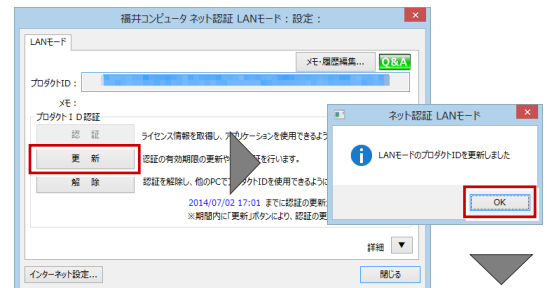 福井コンピュータ ネット認証 LANモード : 設定 :
LANモード
メモ・履歴編集... Q&A
プロダクトID :
メモ :
プロダクトID認証
認 証 ライセンス情報を取得し、アプリケーションを使用できるよう
更 新 認証の有効期限の更新や
解 除 認証を解除し、他のPCでプロダクトIDを使用できるように
2014/07/02 17:01 までに認証の更新
※期間内に「更新」ボタンにより、認証の更
詳細 ▼
インターネット設定... 閉じる
ネット認証 LANモード
LANモードのプロダクトIDを更新しました
OK